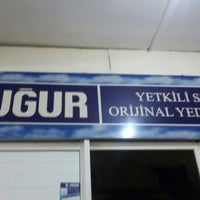 UĞUR
YETKİLİ S
ORİJİNAL YED